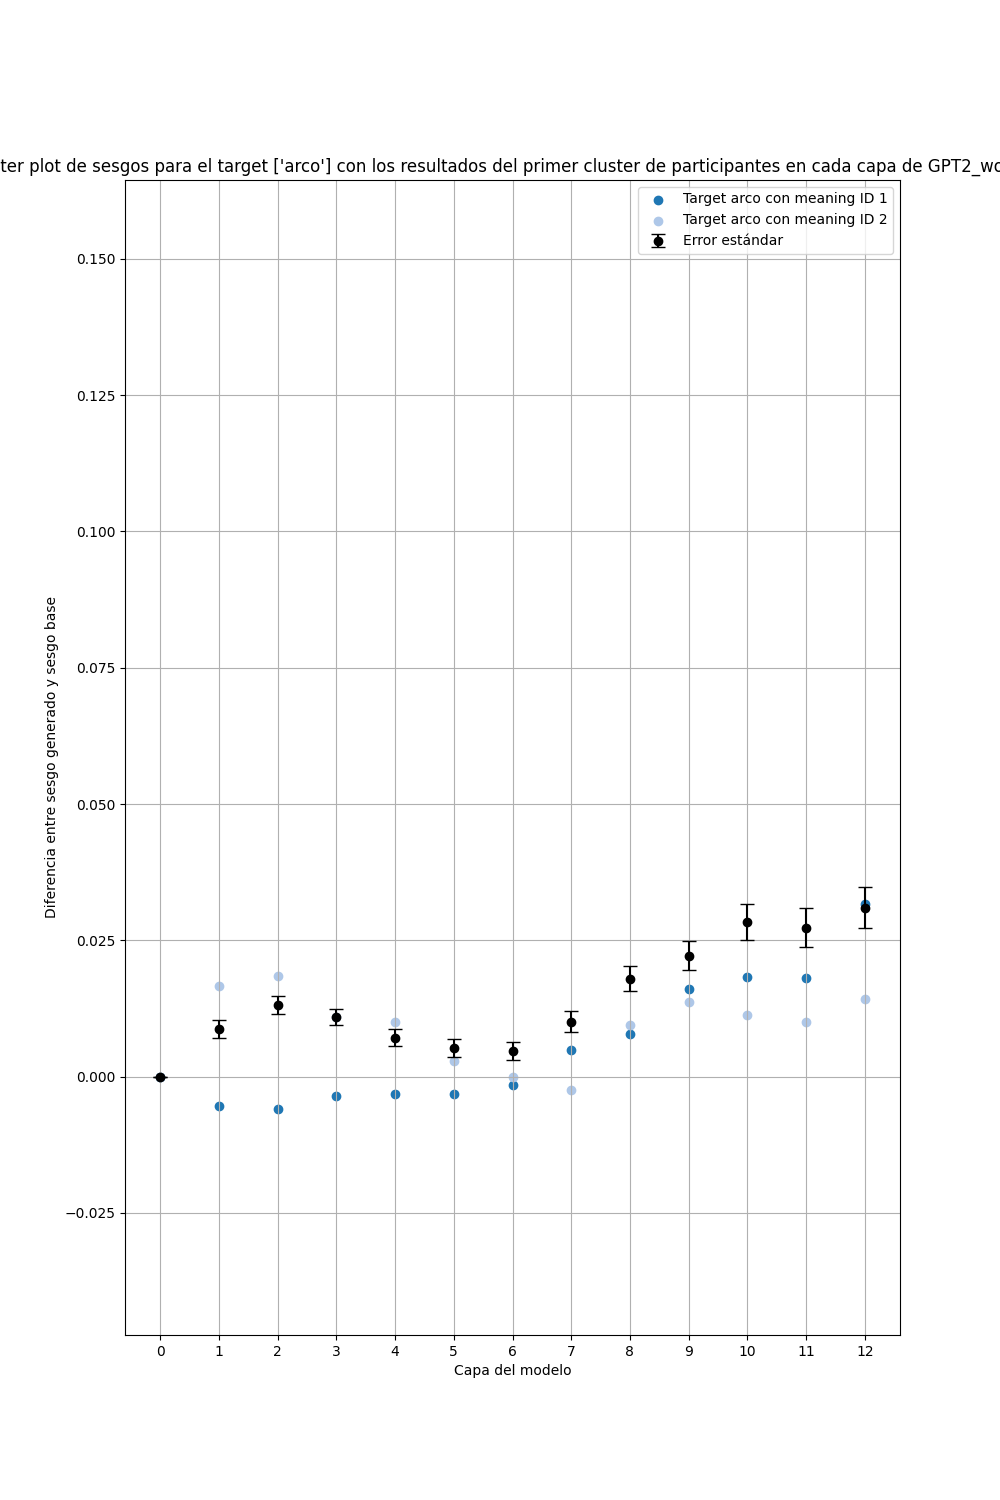 ter plot de sesgos para el target ['arco'] con los resultados del primer cluster de participantes en cada capa de GPT2_wo
Target arco con meaning ID 1
Target arco con meaning ID 2
Error estándar
0.150
0.125
0.100
0.075
0.050
0.025
0.000
−0.025
Diferencia entre sesgo generado y sesgo base
0 1 2 3 4 5 6 7 8 9 10 11 12
Capa del modelo